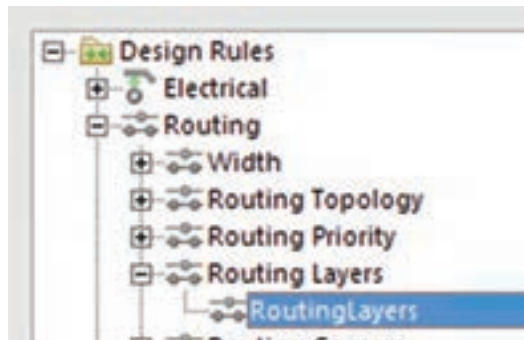 Design Rules
Electrical
Routing
Width
Routing Topology
Routing Priority
Routing Layers
RoutingLayers